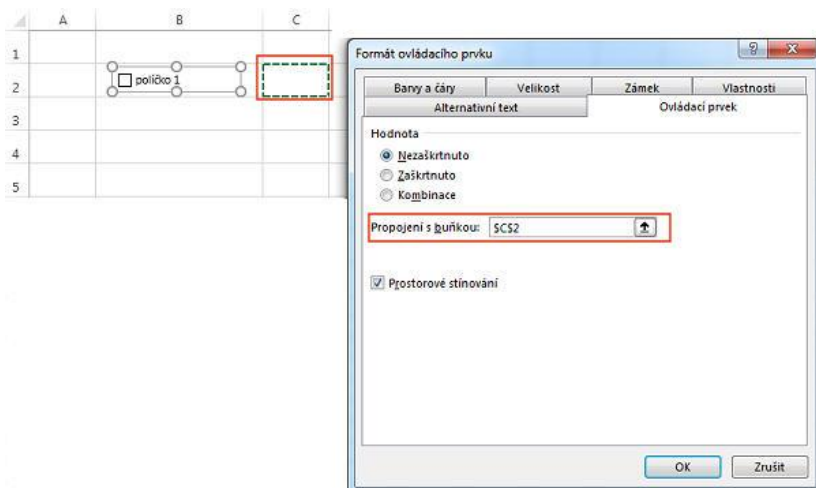 A B C
1
2
3
4
5
políčko 1
Formát ovládacího prvku
Barvy a čáry Velikost Zámek Vlastnosti
Alternativní text Ovládací prvek
Hodnota
Nezaškrtnuto
Zaškrtnuto
Kombinace
Propojení s buňkou: $C$2
Prostorové stínování
OK Zrušit